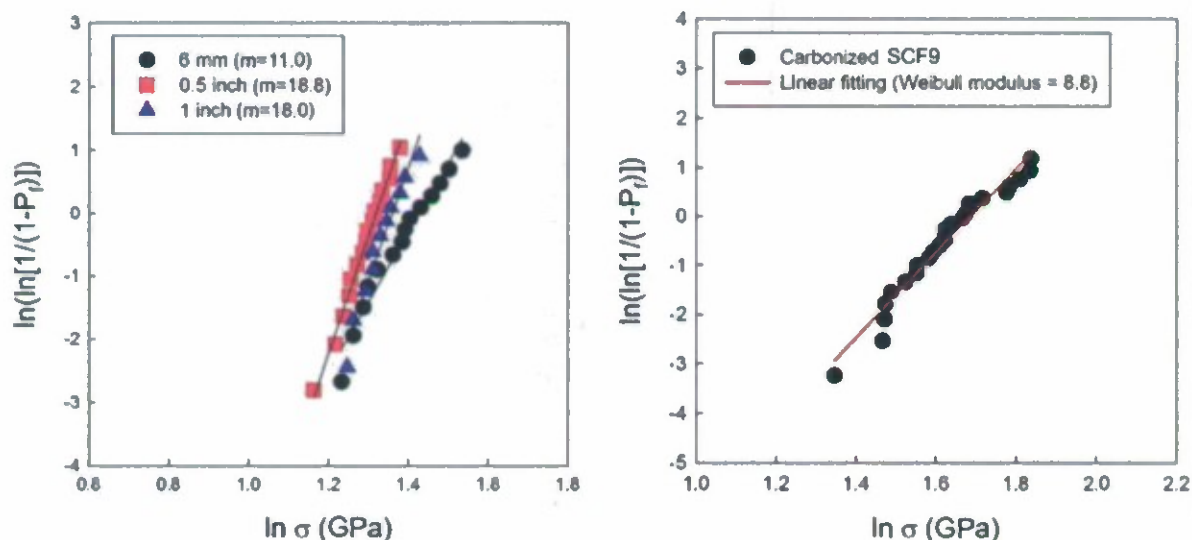 6 mm (m=11.0)
0.5 inch (m=18.8)
1 inch (m=18.0)
ln(ln[1/(1-Pf)])
3
2
1
0
-1
-2
-3
-4
0.6 0.8 1.0 1.2 1.4 1.6 1.8
ln σ (GPa)
Carbonized SCF9
Linear fitting (Weibull modulus = 8.8)
ln(ln[1/(1-Pf)])
4
3
2
1
0
-1
-2
-3
-4
-5
1.0 1.2 1.4 1.6 1.8 2.0 2.2
ln σ (GPa)